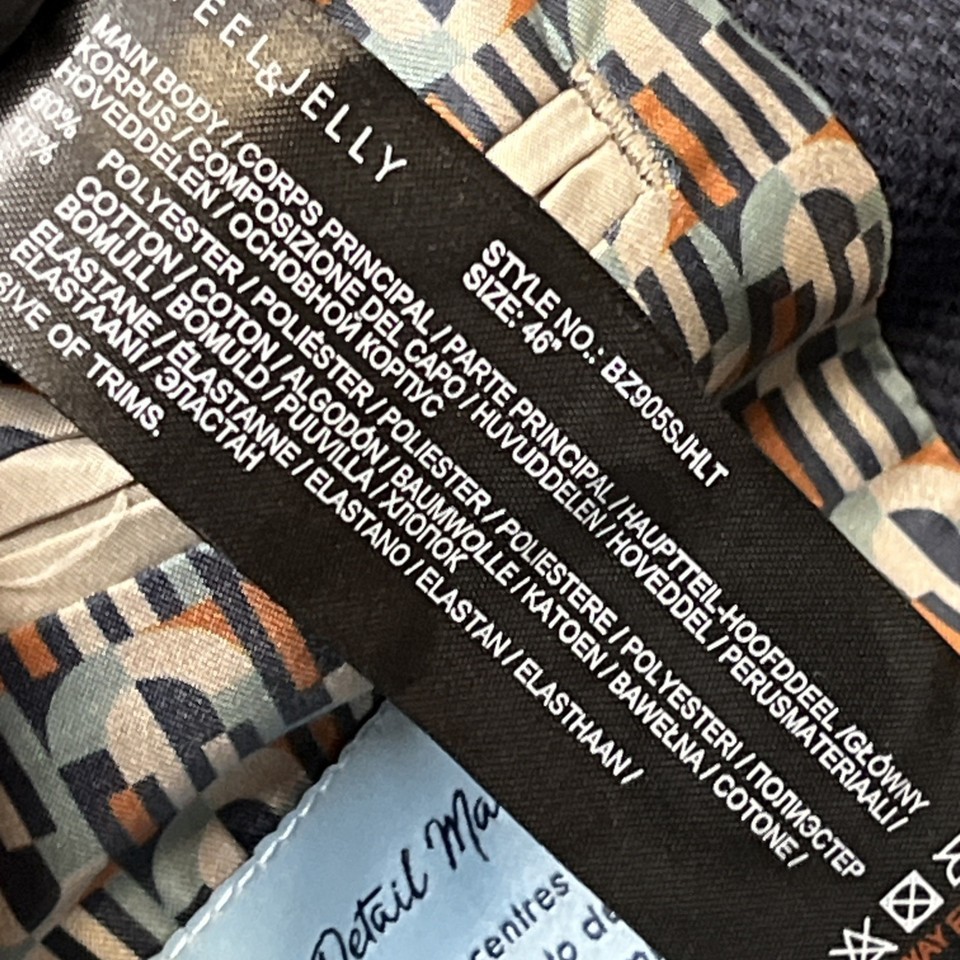 EEL&JELLY
STYLE NO.: BZ905SJHLT
SIZE: 46"
MAIN BODY / CORPS PRINCIPAL / PARTE PRINCIPAL / HAUPTTEIL-HOOFDDEEL /GŁÓWNY
KORPUS / COMPOSIZIONE DEL CAPO / HUVUDDELEN / HOVEDDEL / PERUSMATERIAALI /
HOVEDDELEN / ОСНОВНОЙ КОРПУС
60% POLYESTER / POLIÉSTER / POLIESTER / POLIESTERE / POLYESTERI / ПОЛИЭСТЕР
COTTON / COTON / ALGODÓN / BAUMWOLLE / KATOEN / BAWEŁNA / COTONE /
BOMULL / BOMULD / PUUVILLA / ХЛОПОК
ELASTANE / ÉLASTANNE / ELASTANO / ELASTAN / ELASTHAAN /
ELASTAANI / ЭЛАСТАН
SIVE OF TRIMS.
Detail Ma
centres